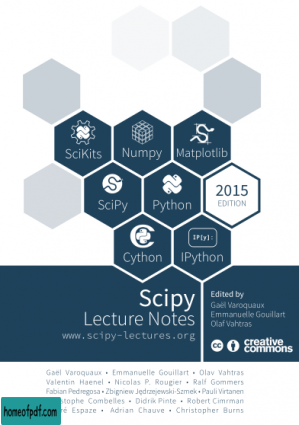 SciKits
Numpy
Matplotlib
SciPy
Python
2015
EDITION
Cython
IP[y]:
IPython
Scipy
Lecture Notes
www.scipy-lectures.org
Edited by
Gaël Varoquaux
Emmanuelle Gouillart
Olaf Vahtras
cc
creative
commons
Gaël Varoquaux • Emmanuelle Gouillart • Olav Vahtras
Valentin Haenel • Nicolas P. Rougier • Ralf Gommers
Fabian Pedregosa • Zbigniew Jędrzejewski-Szmek • Pauli Virtanen
Christophe Combelles • Didrik Pinte • Robert Cimrman
Espaze • Adrian Chauve • Christopher Burns
homeofpdf.com